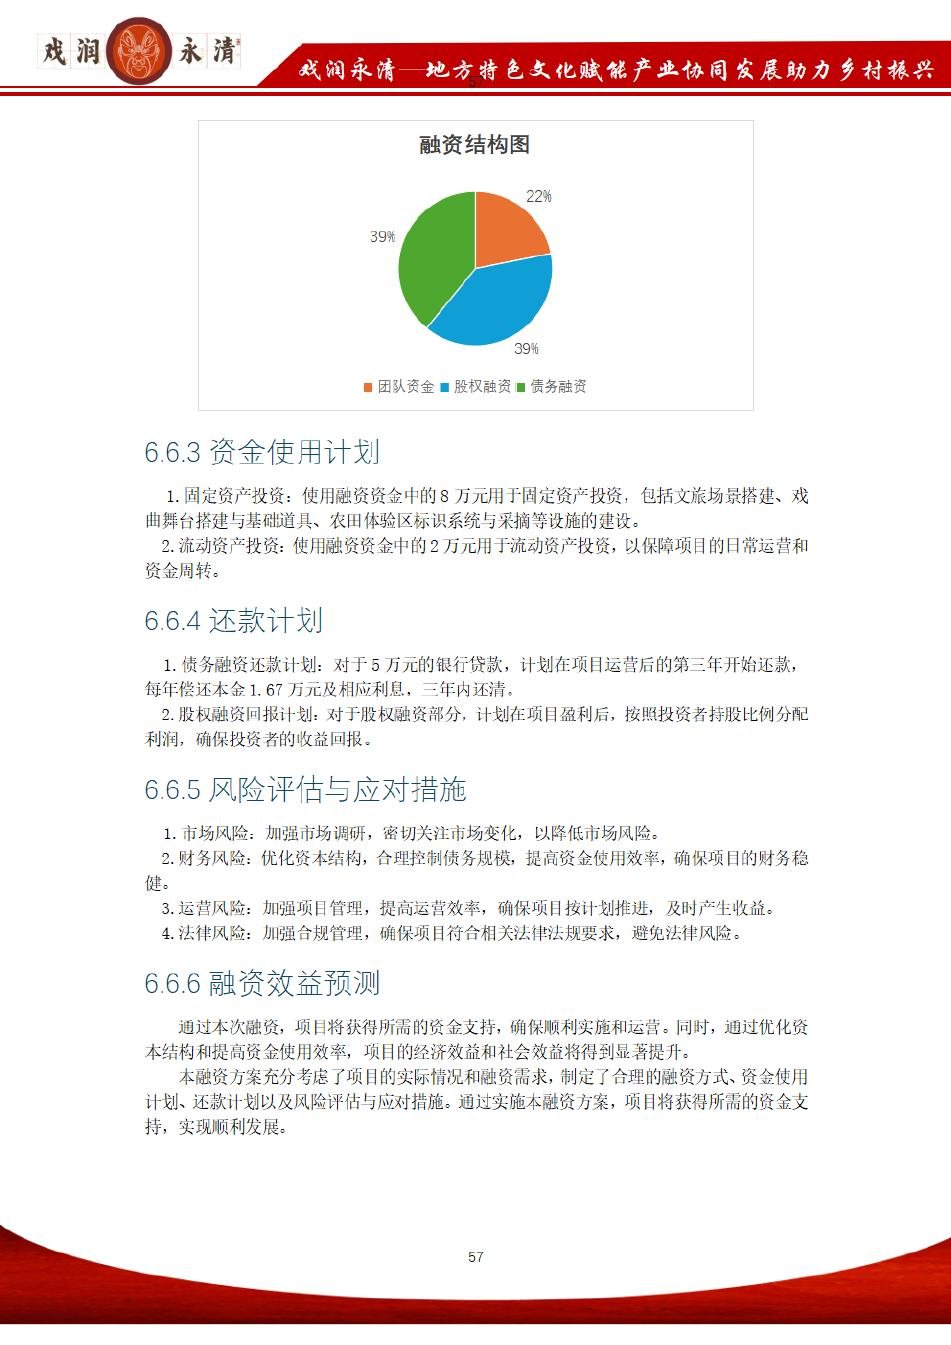 戏润 永清
戏润永清—地方特色文化赋能产业协同发展助力乡村振兴
融资结构图
22%
39%
39%
团队资金 股权融资 债务融资
6.6.3 资金使用计划
1. 固定资产投资：使用融资资金中的 8 万元用于固定资产投资，包括文旅场景搭建、戏
曲舞台搭建与基础道具、农田体验区标识系统与采摘等设施的建设。
2. 流动资产投资：使用融资资金中的 2 万元用于流动资产投资，以保障项目的日常运营和
资金周转。
6.6.4 还款计划
1. 债务融资还款计划：对于 5 万元的银行贷款，计划在项目运营后的第三年开始还款，
每年偿还本金 1.67 万元及相应利息，三年内还清。
2. 股权融资回报计划：对于股权融资部分，计划在项目盈利后，按照投资者持股比例分配
利润，确保投资者的收益回报。
6.6.5 风险评估与应对措施
1. 市场风险：加强市场调研，密切关注市场变化，以降低市场风险。
2. 财务风险：优化资本结构，合理控制债务规模，提高资金使用效率，确保项目的财务稳
健。
3. 运营风险：加强项目管理，提高运营效率，确保项目按计划推进，及时产生收益。
4. 法律风险：加强合规管理，确保项目符合相关法律法规要求，避免法律风险。
6.6.6 融资效益预测
通过本次融资，项目将获得所需的资金支持，确保顺利实施和运营。同时，通过优化资
本结构和提高资金使用效率，项目的经济效益和社会效益将得到显著提升。
本融资方案充分考虑了项目的实际情况和融资需求，制定了合理的融资方式、资金使用
计划、还款计划以及风险评估与应对措施。通过实施本融资方案，项目将获得所需的资金支
持，实现顺利发展。
57